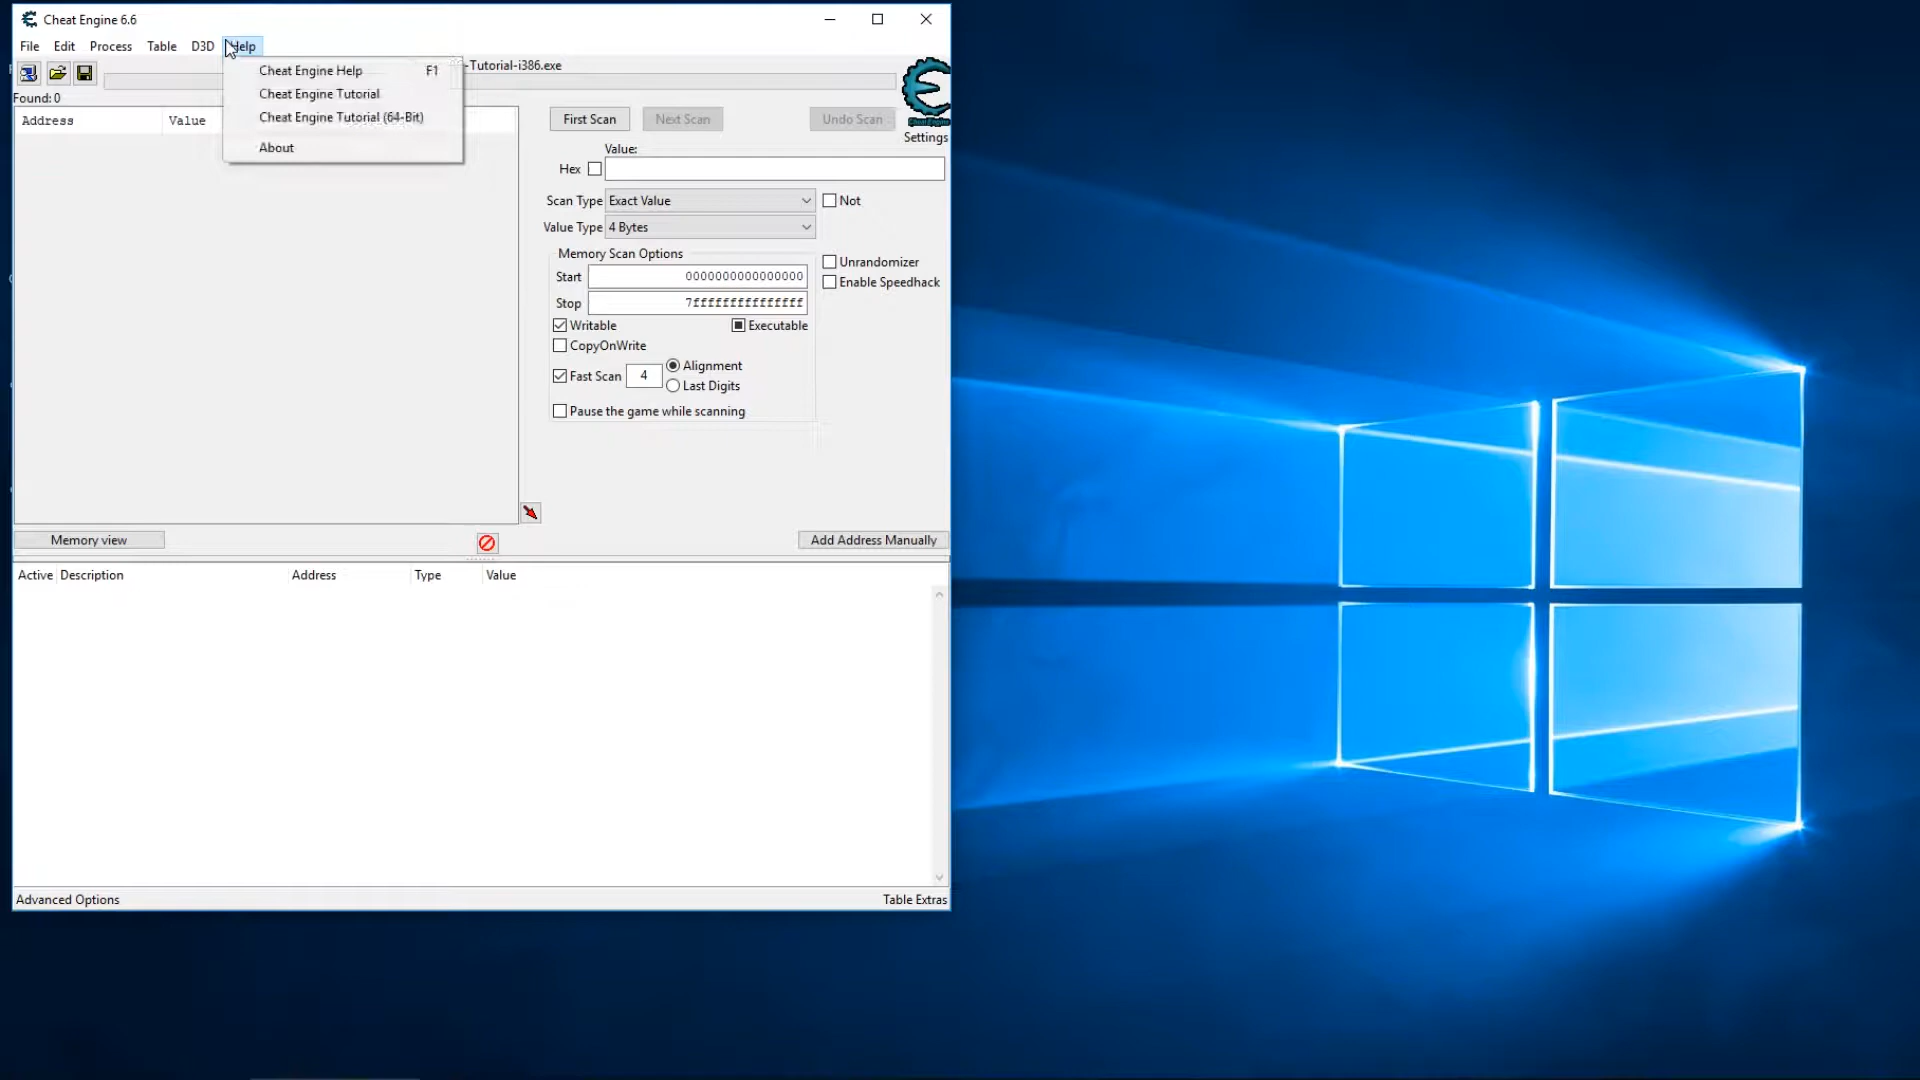 Cheat Engine 6.6
File Edit Process Table D3D Help
-Tutorial-i386.exe
Cheat Engine Help F1
Cheat Engine Tutorial
Cheat Engine Tutorial (64-Bit)
About
Found: 0
Address Value
First Scan Next Scan Undo Scan
Settings
Value:
Hex
Scan Type Exact Value Not
Value Type 4 Bytes
Memory Scan Options
Start 0000000000000000
Stop 7fffffffffffffff
Unrandomizer
Enable Speedhack
Writable Executable
CopyOnWrite
Fast Scan 4 Alignment
Last Digits
Pause the game while scanning
Memory view Add Address Manually
Active Description Address Type Value
Advanced Options Table Extras